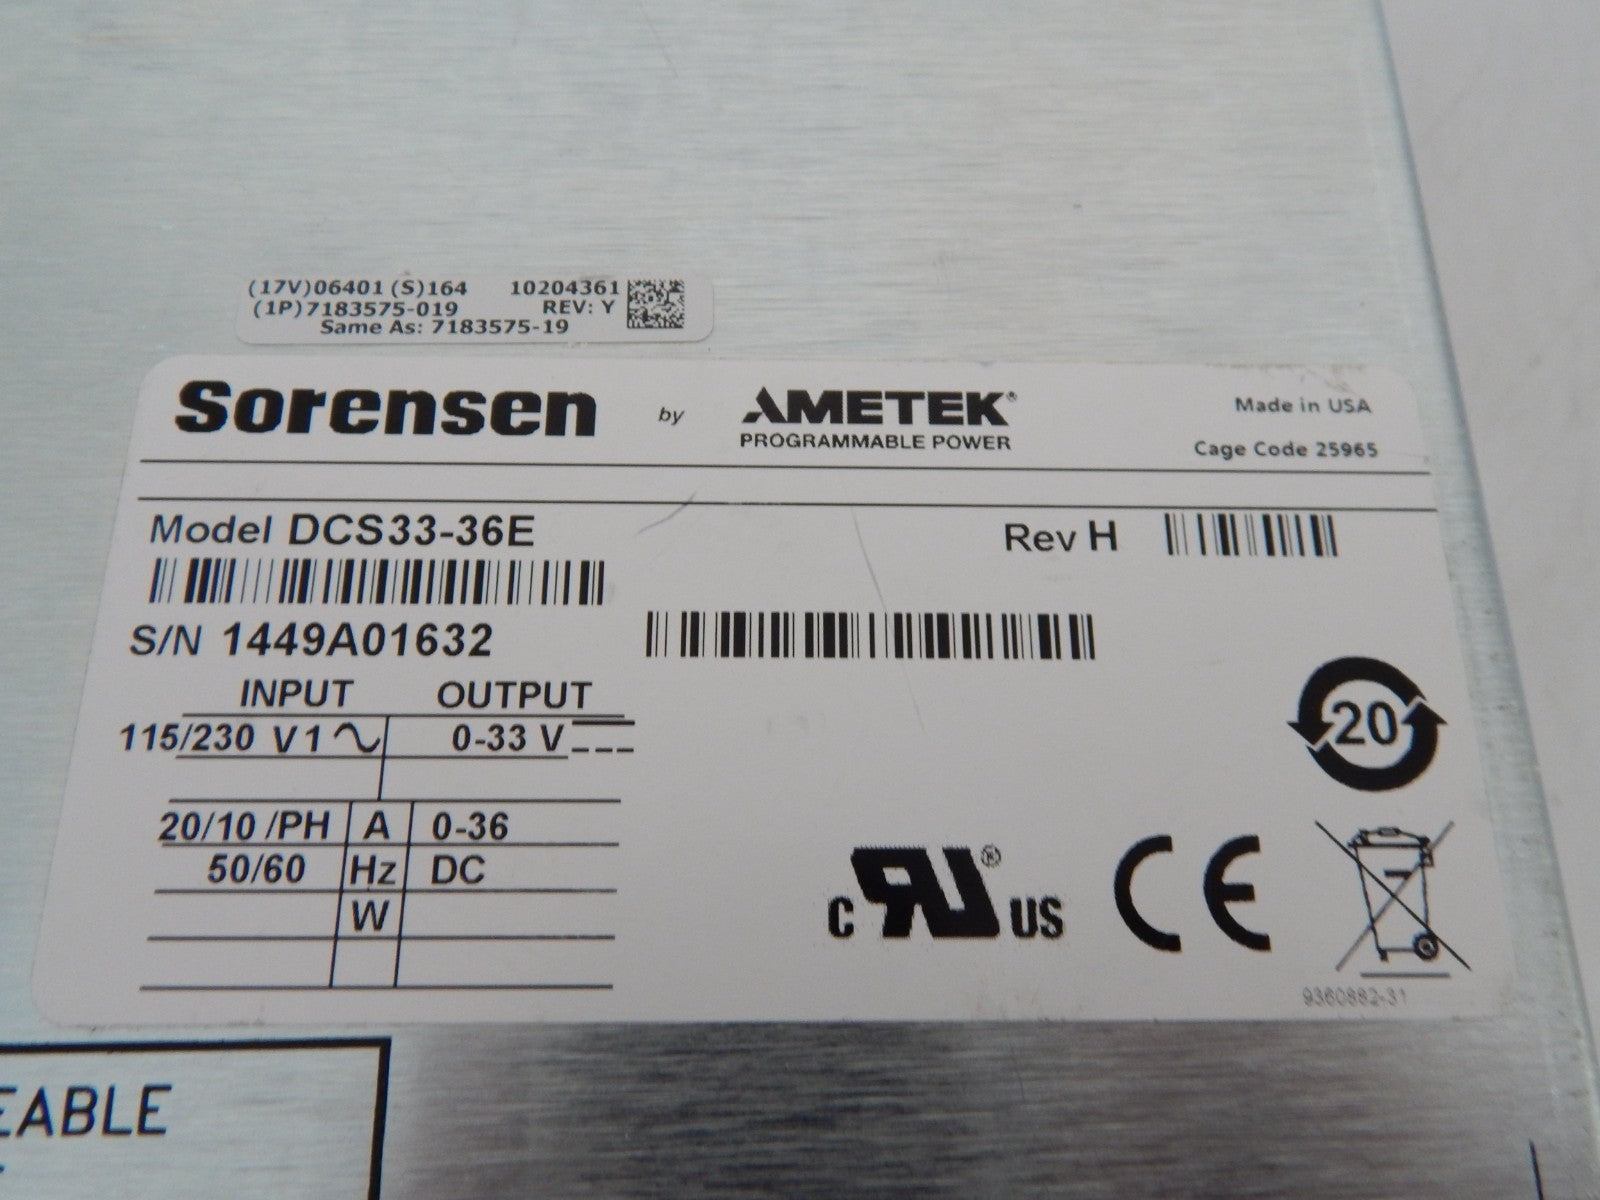 (17V)06401 (S)164 10204361
(1P)7183575-019 REV: Y
Same As: 7183575-19
Sorensen by AMETEK®
PROGRAMMABLE POWER
Made in USA
Cage Code 25965
Model DCS33-36E Rev H
S/N 1449A01632
INPUT OUTPUT
115/230 V 1 0-33 V
20/10 /PH A 0-36
50/60 Hz DC
W
20
c RU® US CE
9360882-31
EABLE